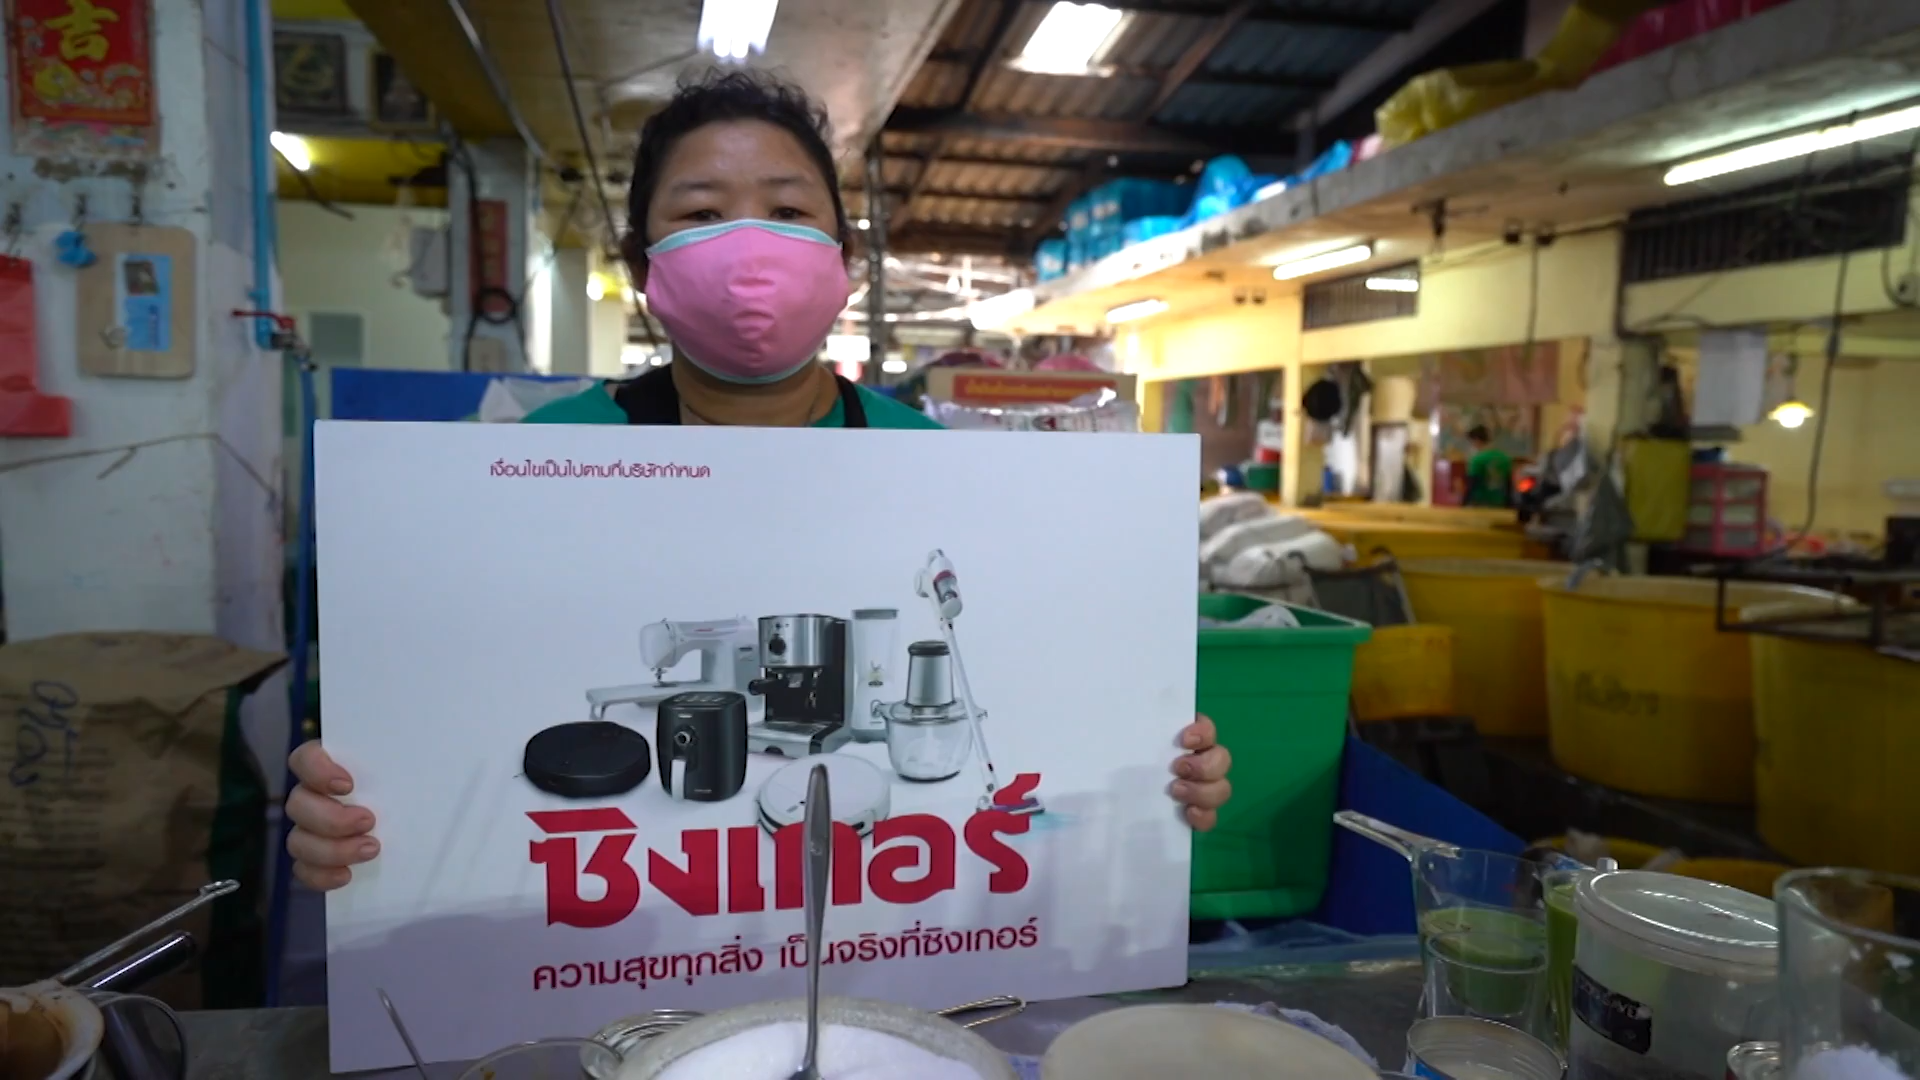 吉
เงื่อนไขเป็นไปตามที่บริษัทกำหนด
ซิงเกอร์
ความสุขทุกสิ่ง เป็นจริงที่ซิงเกอร์